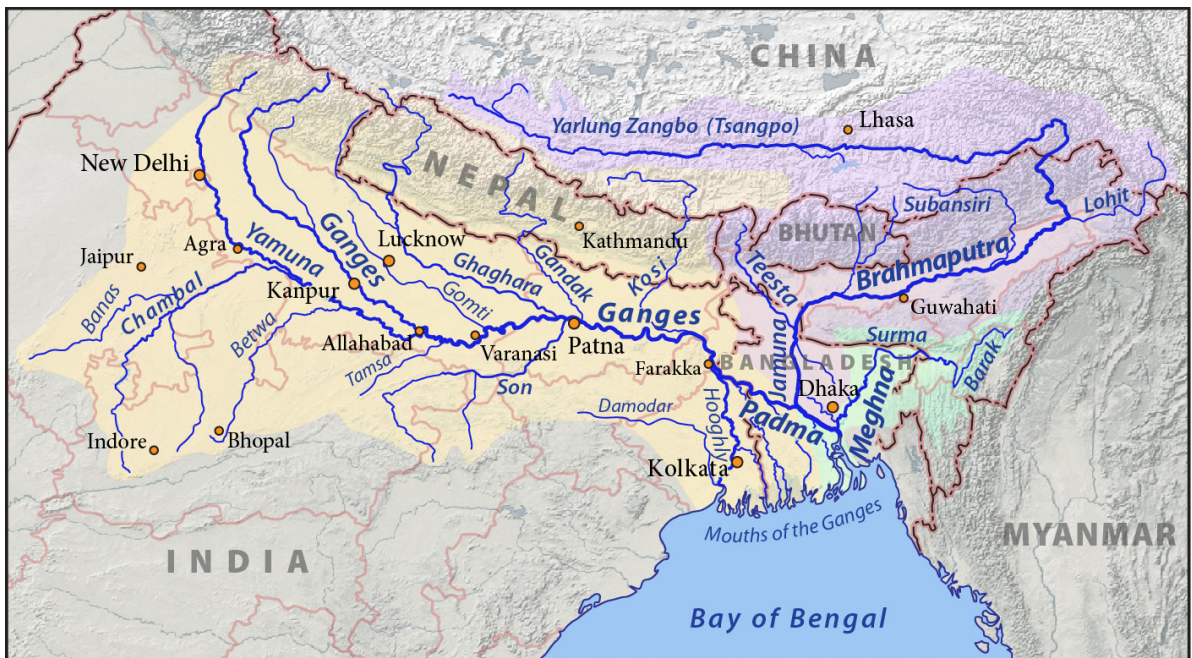 CHINA
Yarlung Zangbo (Tsangpo)
Lhasa
New Delhi
NEPAL
Subansiri
Lohit
BHUTAN
Kathmandu
Agra
Yamuna
Ganges
Lucknow
Ghaghara
Gandak
Kosi
Teesta
Brahmaputra
Jaipur
Banas
Chambal
Kanpur
Gomti
Guwahati
Betwa
Allahabad
Varanasi
Patna
Ganges
Jamuna
Surma
Tamsa
Son
Farakka
BANGLADESH
Barak
Damodar
Hooghly
Padma
Dhaka
Meghna
Indore
Bhopal
Kolkata
Mouths of the Ganges
INDIA
MYANMAR
Bay of Bengal